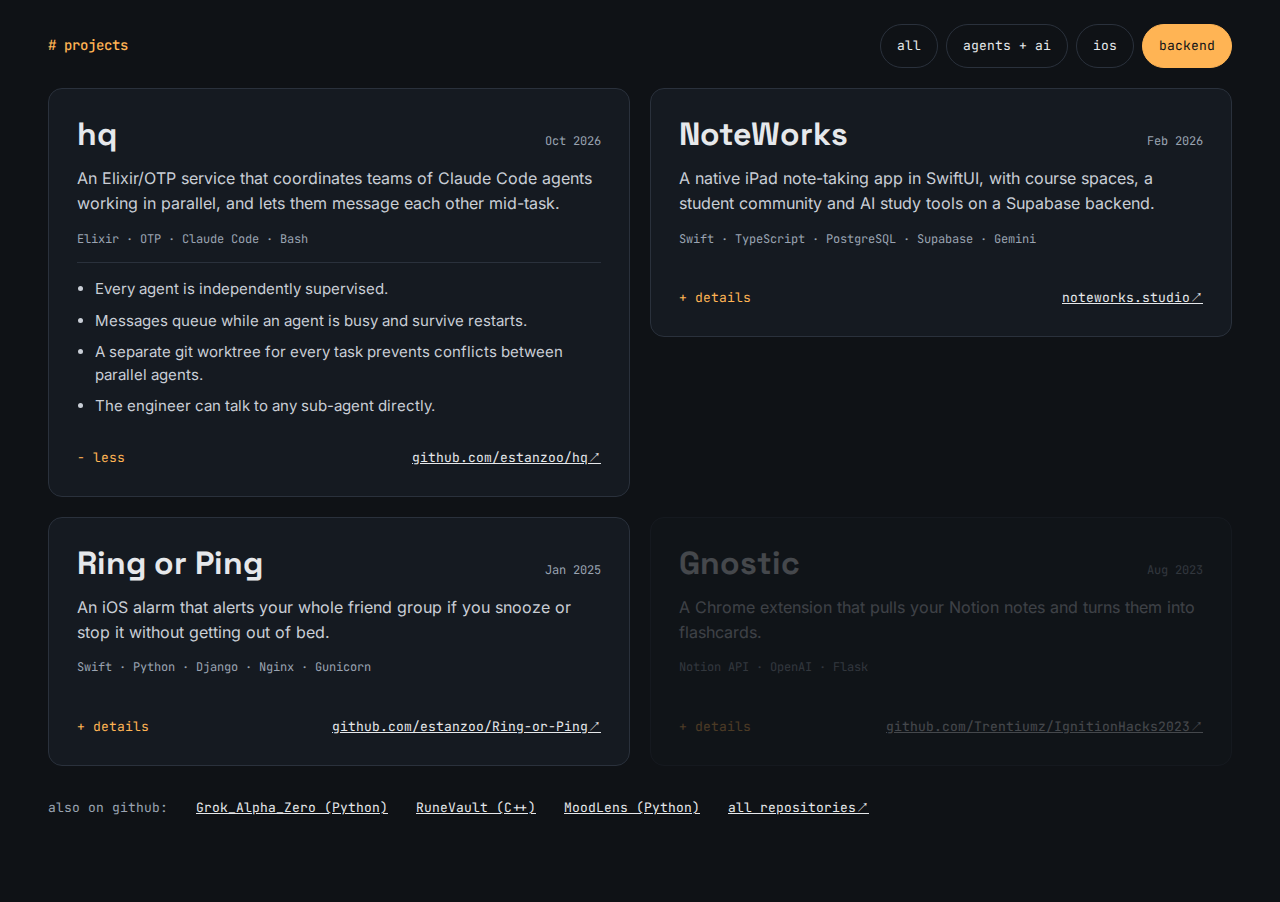 # projects
all
agents + ai
ios
backend
hq
Oct 2026
An Elixir/OTP service that coordinates teams of Claude Code agents
working in parallel, and lets them message each other mid-task.
Elixir · OTP · Claude Code · Bash
• Every agent is independently supervised.
• Messages queue while an agent is busy and survive restarts.
• A separate git worktree for every task prevents conflicts between
parallel agents.
• The engineer can talk to any sub-agent directly.
- less
github.com/estanzoo/hq↗
NoteWorks
Feb 2026
A native iPad note-taking app in SwiftUI, with course spaces, a
student community and AI study tools on a Supabase backend.
Swift · TypeScript · PostgreSQL · Supabase · Gemini
+ details
noteworks.studio↗
Ring or Ping
Jan 2025
An iOS alarm that alerts your whole friend group if you snooze or
stop it without getting out of bed.
Swift · Python · Django · Nginx · Gunicorn
+ details
github.com/estanzoo/Ring-or-Ping↗
Gnostic
Aug 2023
A Chrome extension that pulls your Notion notes and turns them into
flashcards.
Notion API · OpenAI · Flask
+ details
github.com/Trentiumz/IgnitionHacks2023↗
also on github:
Grok_Alpha_Zero (Python)
RuneVault (C++)
MoodLens (Python)
all repositories↗